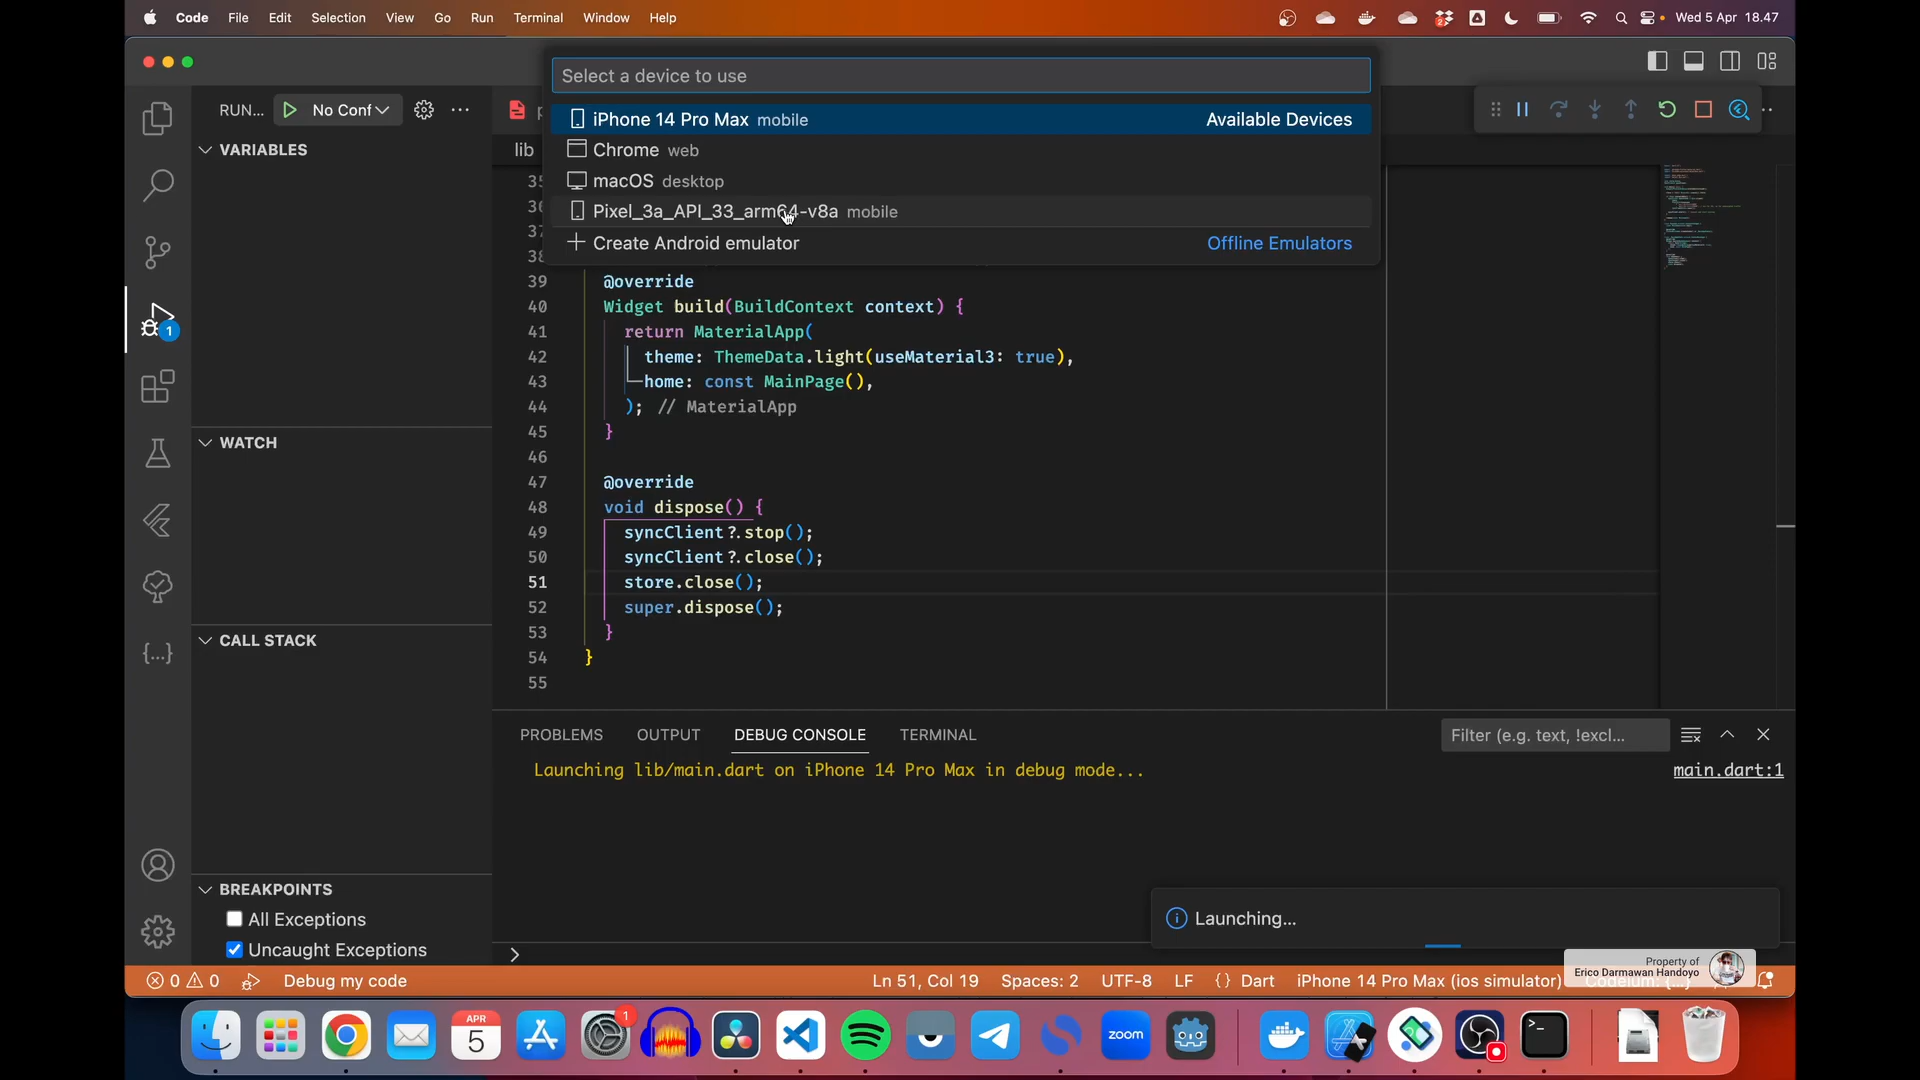 Code File Edit Selection View Go Run Terminal Window Help
2
Wed 5 Apr 18.47
Select a device to use
iPhone 14 Pro Max mobile Available Devices
Chrome web
macOS desktop
Pixel_3a_API_33_arm64-v8a mobile
+ Create Android emulator Offline Emulators
RUN... No Conf
VARIABLES
WATCH
CALL STACK
BREAKPOINTS
All Exceptions
Uncaught Exceptions
1
{...}
lib
35
36
37
38
39 @override
40 Widget build(BuildContext context) {
41 return MaterialApp(
42 theme: ThemeData.light(useMaterial3: true),
43 home: const MainPage(),
44 ); // MaterialApp
45 }
46
47 @override
48 void dispose() {
49 syncClient?.stop();
50 syncClient?.close();
51 store.close();
52 super.dispose();
53 }
54 }
55
PROBLEMS OUTPUT DEBUG CONSOLE TERMINAL
Filter (e.g. text, !excl...
Launching lib/main.dart on iPhone 14 Pro Max in debug mode... main.dart:1
Launching...
Property of
Erico Darmawan Handoyo
0 0 Debug my code Ln 51, Col 19 Spaces: 2 UTF-8 LF {} Dart iPhone 14 Pro Max (ios simulator)
APR
5
1
zoom